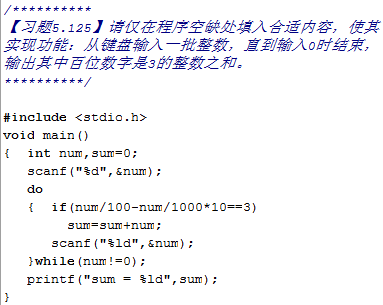 /**********
【习题5.125】请仅在程序空缺处填入合适内容，使其
实现功能：从键盘输入一批整数，直到输入0时结束，
输出其中百位数字是3的整数之和。
**********/
#include <stdio.h>
void main()
{  int num,sum=0;
   scanf("%d",&num);
   do
   {  if(num/100-num/1000*10==3)
        sum=sum+num;
      scanf("%ld",&num);
   }while(num!=0);
   printf("sum = %ld",sum);
}